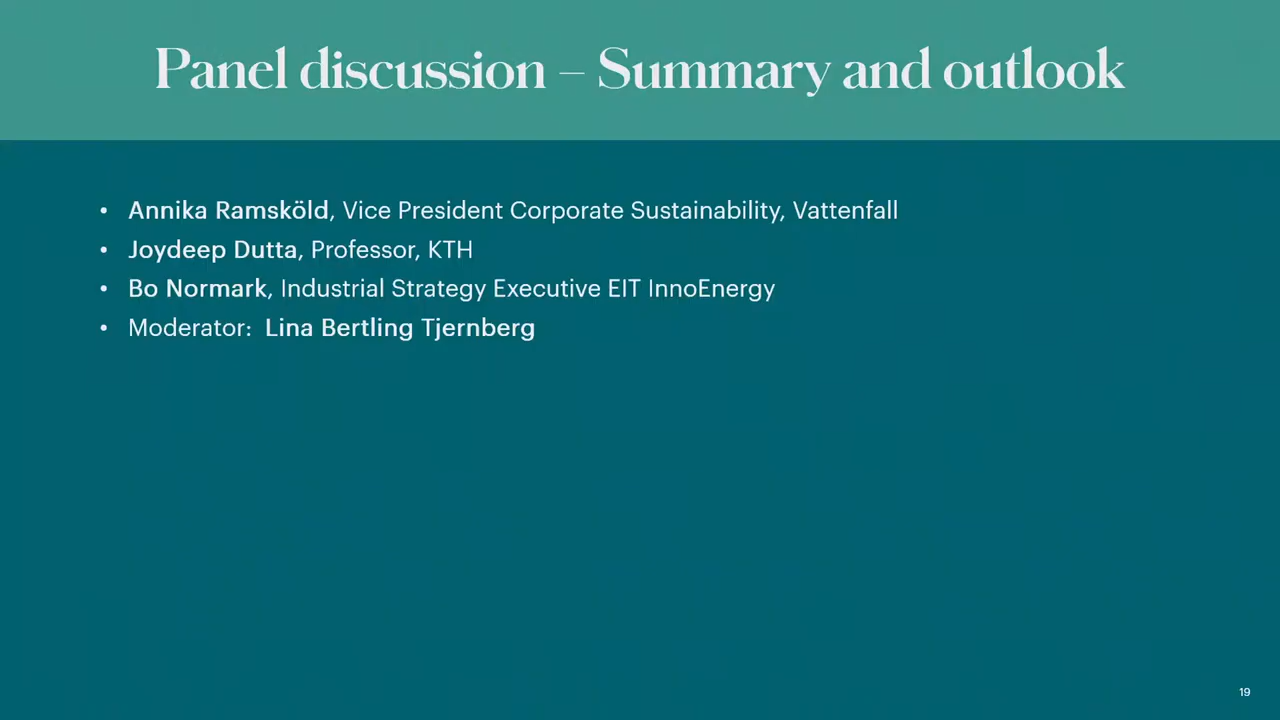 Panel discussion – Summary and outlook
• Annika Ramsköld, Vice President Corporate Sustainability, Vattenfall
• Joydeep Dutta, Professor, KTH
• Bo Normark, Industrial Strategy Executive EIT InnoEnergy
• Moderator: Lina Bertling Tjernberg
19